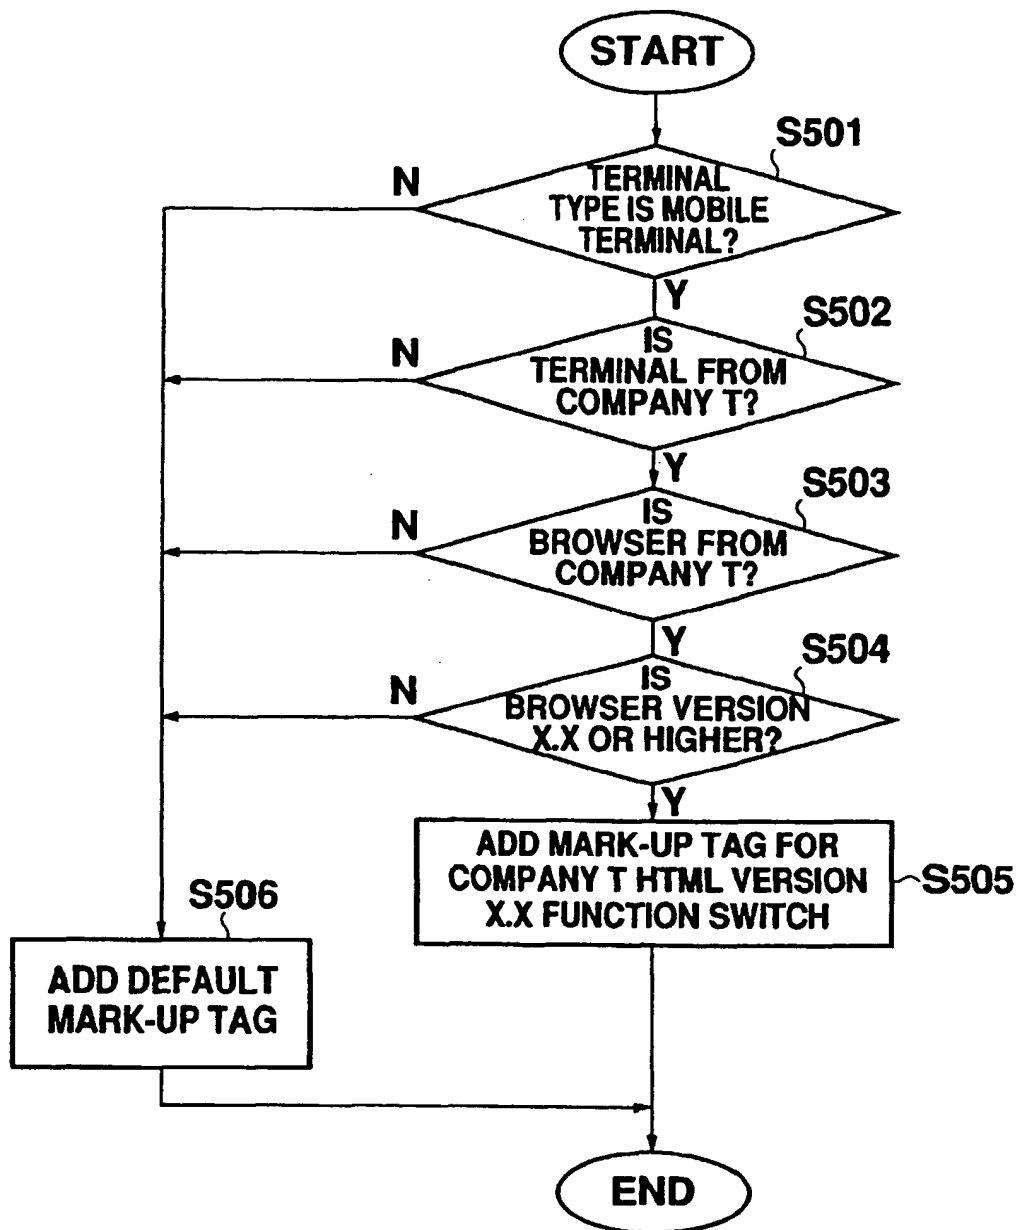 START
S501
N
TERMINAL
TYPE IS MOBILE
TERMINAL?
Y
S502
N
IS
TERMINAL FROM
COMPANY T?
Y
S503
N
IS
BROWSER FROM
COMPANY T?
Y
S504
N
IS
BROWSER VERSION
X.X OR HIGHER?
Y
ADD MARK-UP TAG FOR
COMPANY T HTML VERSION
X.X FUNCTION SWITCH
S505
S506
ADD DEFAULT
MARK-UP TAG
END